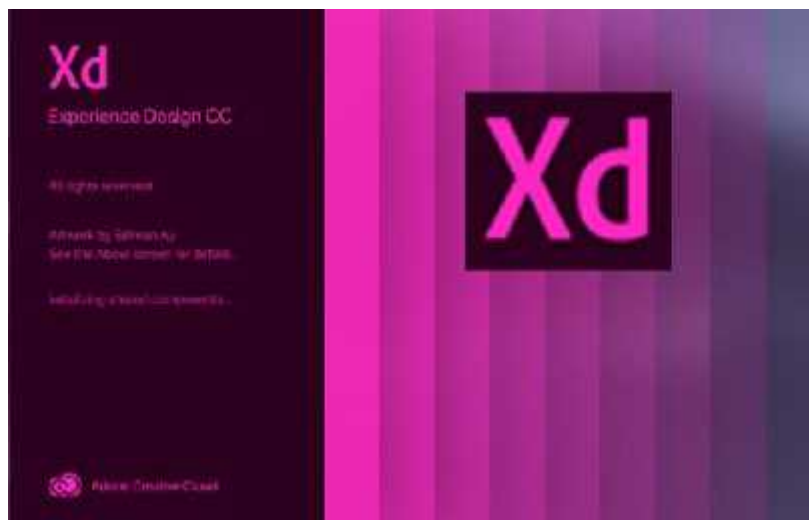 Xd
Experience Design CC
All rights reserved
Artwork by
See the About screen for details.
Initializing shared components...
Adobe Creative Cloud
Xd